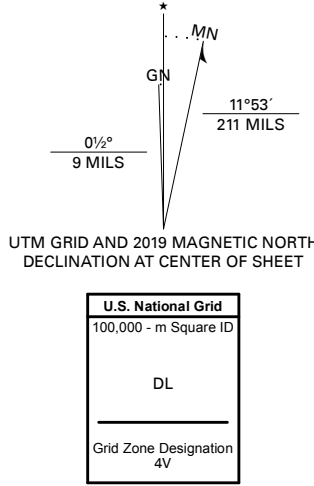 ★
MN
GN
11°53´
211 MILS
0½°
9 MILS
UTM GRID AND 2019 MAGNETIC NORTH
DECLINATION AT CENTER OF SHEET
U.S. National Grid
100,000 - m Square ID
DL
Grid Zone Designation
4V